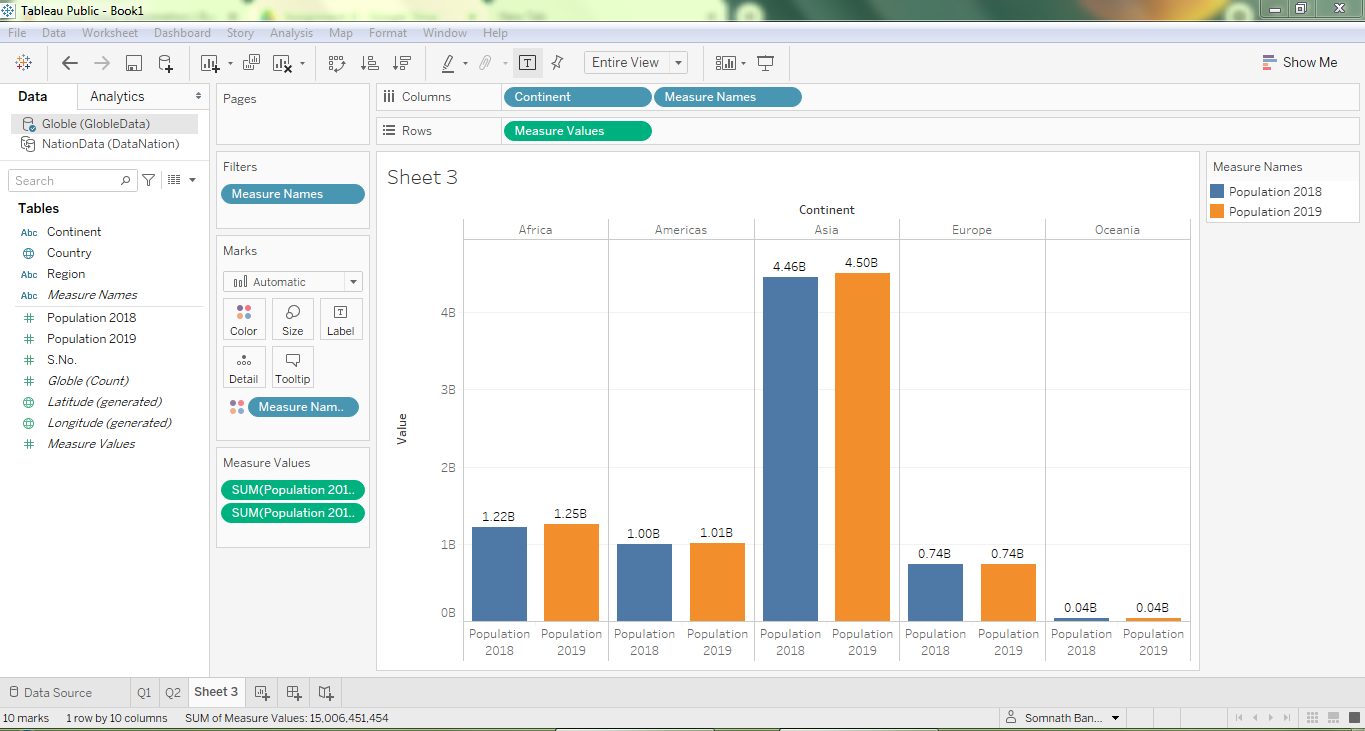 Tableau Public - Book1
File Data Worksheet Dashboard Story Analysis Map Format Window Help
Entire View
Show Me
Data Analytics
Globle (GlobleData)
NationData (DataNation)
Search
Tables
Abc Continent
Country
Abc Region
Abc Measure Names
Population 2018
Population 2019
S.No.
Globle (Count)
Latitude (generated)
Longitude (generated)
Measure Values
Pages
Filters
Measure Names
Marks
Automatic
Color Size Label
Detail Tooltip
Measure Nam..
Measure Values
SUM(Population 201..
SUM(Population 201..
Columns Continent Measure Names
Rows Measure Values
Sheet 3
Continent
Africa Americas Asia Europe Oceania
4.46B 4.50B
4B
3B
2B
1.22B 1.25B 1.00B 1.01B
1B
0.74B 0.74B
0.04B 0.04B
0B
Value
Population 2018 Population 2019 Population 2018 Population 2019 Population 2018 Population 2019 Population 2018 Population 2019 Population 2018 Population 2019
Measure Names
Population 2018
Population 2019
Data Source Q1 Q2 Sheet 3
10 marks 1 row by 10 columns SUM of Measure Values: 15,006,451,454 Somnath Ban...